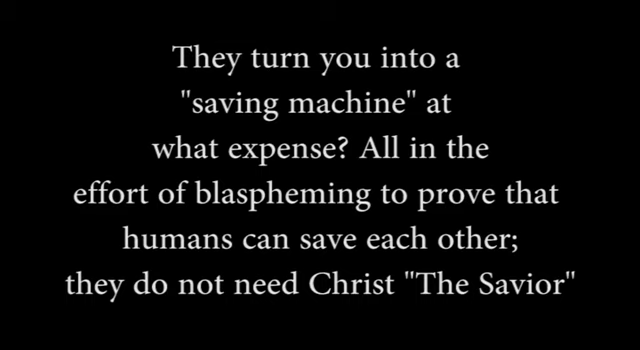 They turn you into a
"saving machine" at
what expense? All in the
effort of blaspheming to prove that
humans can save each other;
they do not need Christ "The Savior"